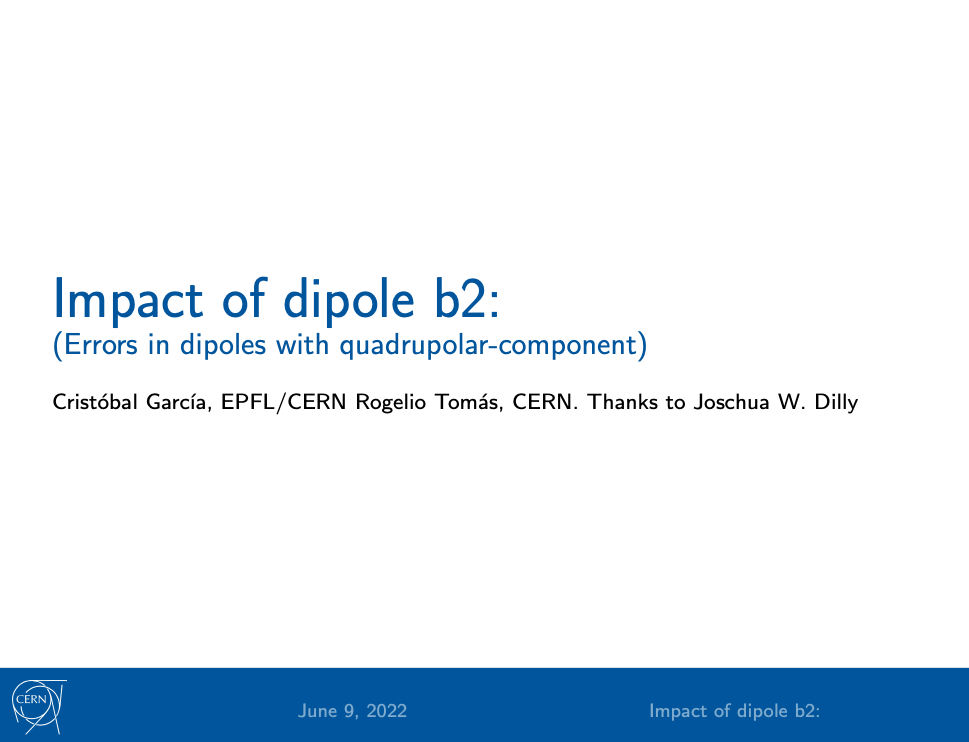 Impact of dipole b2:
(Errors in dipoles with quadrupolar-component)
Cristóbal García, EPFL/CERN Rogelio Tomás, CERN. Thanks to Joschua W. Dilly
CERN
June 9, 2022
Impact of dipole b2: